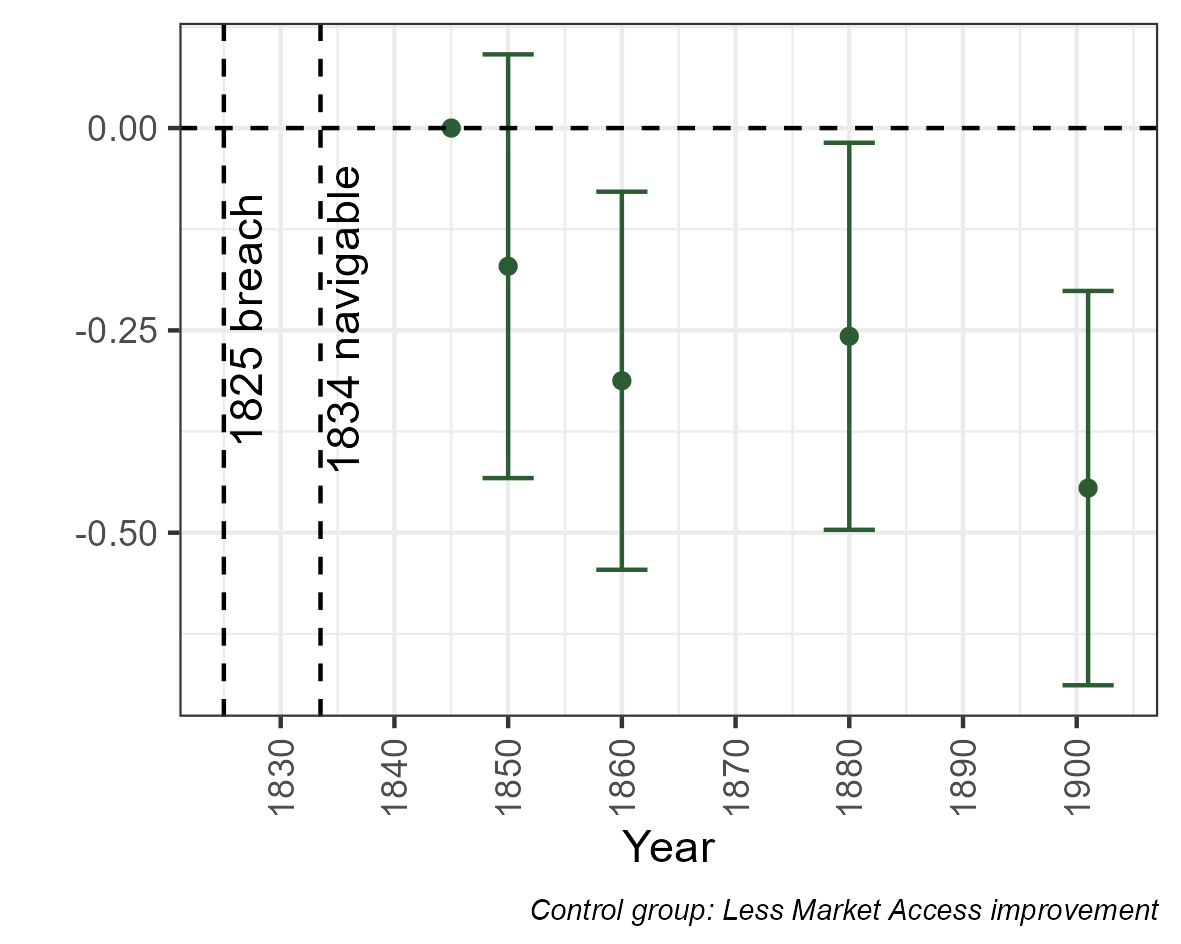 0.00
-0.25
-0.50
1825 breach
1834 navigable
1830
1840
1850
1860
1870
1880
1890
1900
Year
Control group: Less Market Access improvement